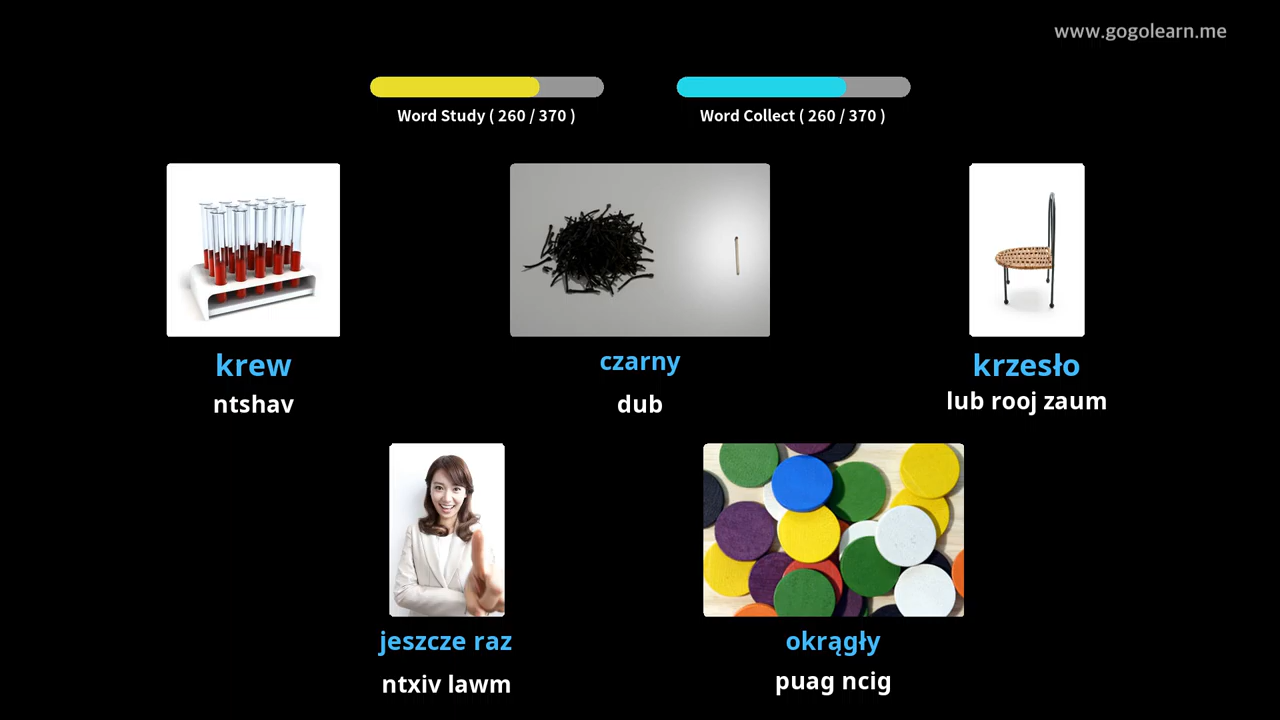 www.gogolearn.me
Word Study ( 260 / 370 )
Word Collect ( 260 / 370 )
krew
ntshav
czarny
dub
krzesło
lub rooj zaum
jeszcze raz
ntxiv lawm
okrągły
puag ncig